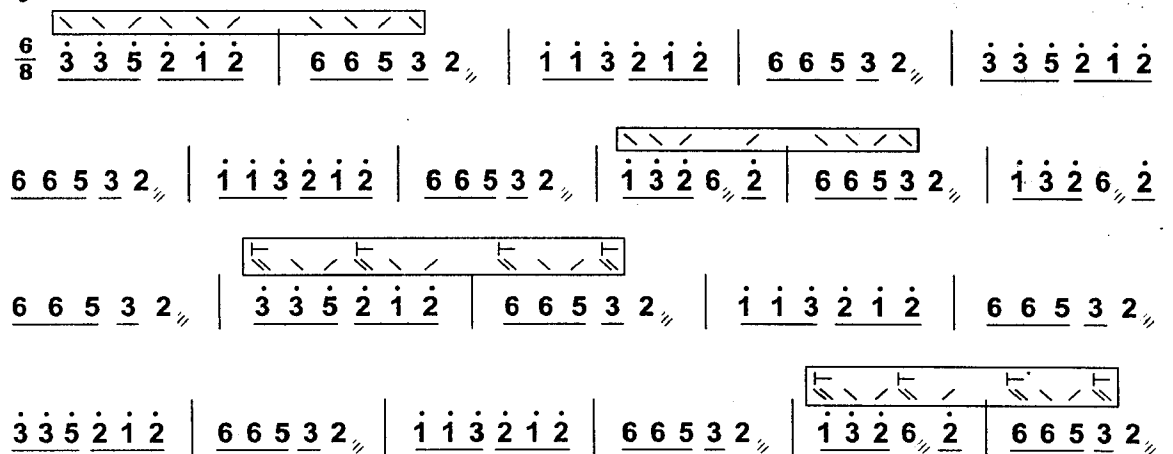 6/8 3̇ 3̇ 5̇ 2̇ 1̇ 2̇ | 6 6 5 3 2 | 1̇ 1̇ 3̇ 2̇ 1̇ 2̇ | 6 6 5 3 2 | 3̇ 3̇ 5̇ 2̇ 1̇ 2̇
6 6 5 3 2 | 1̇ 1̇ 3̇ 2̇ 1̇ 2̇ | 6 6 5 3 2 | 1̇ 3̇ 2̇ 6 2̇ | 6 6 5 3 2 | 1̇ 3̇ 2̇ 6 2̇
6 6 5 3 2 | 3̇ 3̇ 5̇ 2̇ 1̇ 2̇ | 6 6 5 3 2 | 1̇ 1̇ 3̇ 2̇ 1̇ 2̇ | 6 6 5 3 2
3̇ 3̇ 5̇ 2̇ 1̇ 2̇ | 6 6 5 3 2 | 1̇ 1̇ 3̇ 2̇ 1̇ 2̇ | 6 6 5 3 2 | 1̇ 3̇ 2̇ 6 2̇ | 6 6 5 3 2